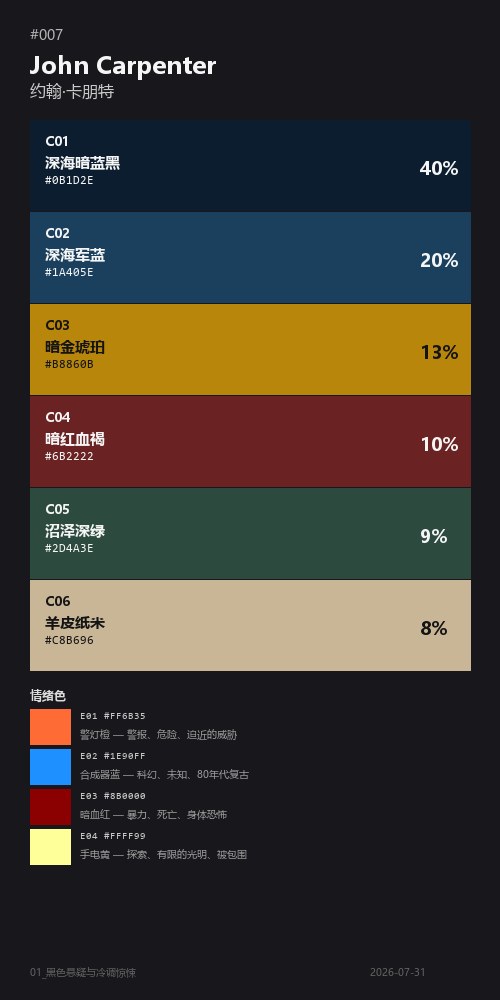 #007
John Carpenter
约翰·卡朋特
C01
深海暗蓝黑
#0B1D2E
40%
C02
深海军蓝
#1A405E
20%
C03
暗金琥珀
#B8860B
13%
C04
暗红血褐
#6B2222
10%
C05
沼泽深绿
#2D4A3E
9%
C06
羊皮纸米
#C8B696
8%
情绪色
E01 #FF6B35
警灯橙 — 警报、危险、迫近的威胁
E02 #1E90FF
合成器蓝 — 科幻、未知、80年代复古
E03 #8B0000
暗血红 — 暴力、死亡、身体恐怖
E04 #FFFF99
手电黄 — 探索、有限的光明、被包围
01_黑色悬疑与冷调惊悚
2026-07-31